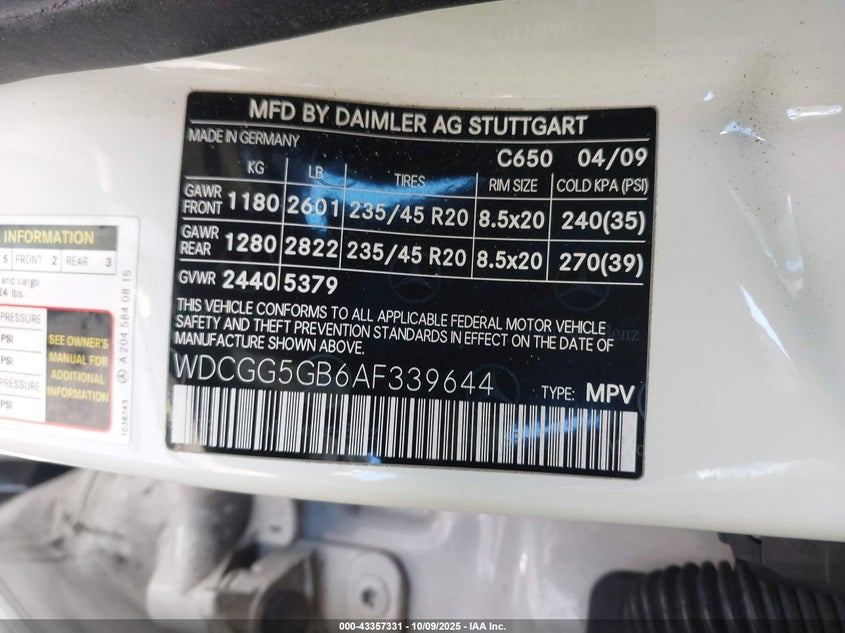 MFD BY DAIMLER AG STUTTGART
MADE IN GERMANY
C650 04/09
KG LB TIRES RIM SIZE COLD KPA (PSI)
GAWR FRONT 1180 2601 235/45 R20 8.5x20 240(35)
GAWR REAR 1280 2822 235/45 R20 8.5x20 270(39)
GVWR 2440 5379
THIS VEHICLE CONFORMS TO ALL APPLICABLE FEDERAL MOTOR VEHICLE
SAFETY AND THEFT PREVENTION STANDARDS IN EFFECT ON THE DATE OF
MANUFACTURE SHOWN ABOVE.
WDCGG5GB6AF339644 TYPE: MPV
INFORMATION
5 FRONT 2 REAR 3
and cargo
lbs.
PRESSURE
PSI
PSI
PRESSURE
PSI
SEE OWNER'S
MANUAL FOR
ADDITIONAL
INFORMATION
A 204 584 08 15
1038743
000-43357331 - 10/09/2025 - IAA Inc.